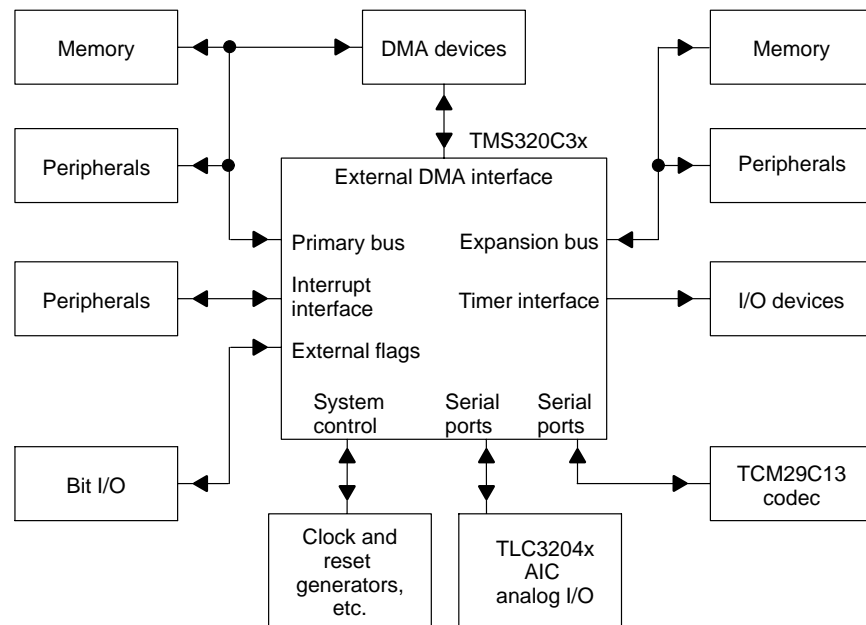 Memory
DMA devices
Memory
TMS320C3x
Peripherals
External DMA interface
Peripherals
Primary bus
Expansion bus
Peripherals
Interrupt
interface
Timer interface
I/O devices
External flags
System
control
Serial
ports
Serial
ports
Bit I/O
TCM29C13
codec
Clock and
reset
generators,
etc.
TLC3204x
AIC
analog I/O